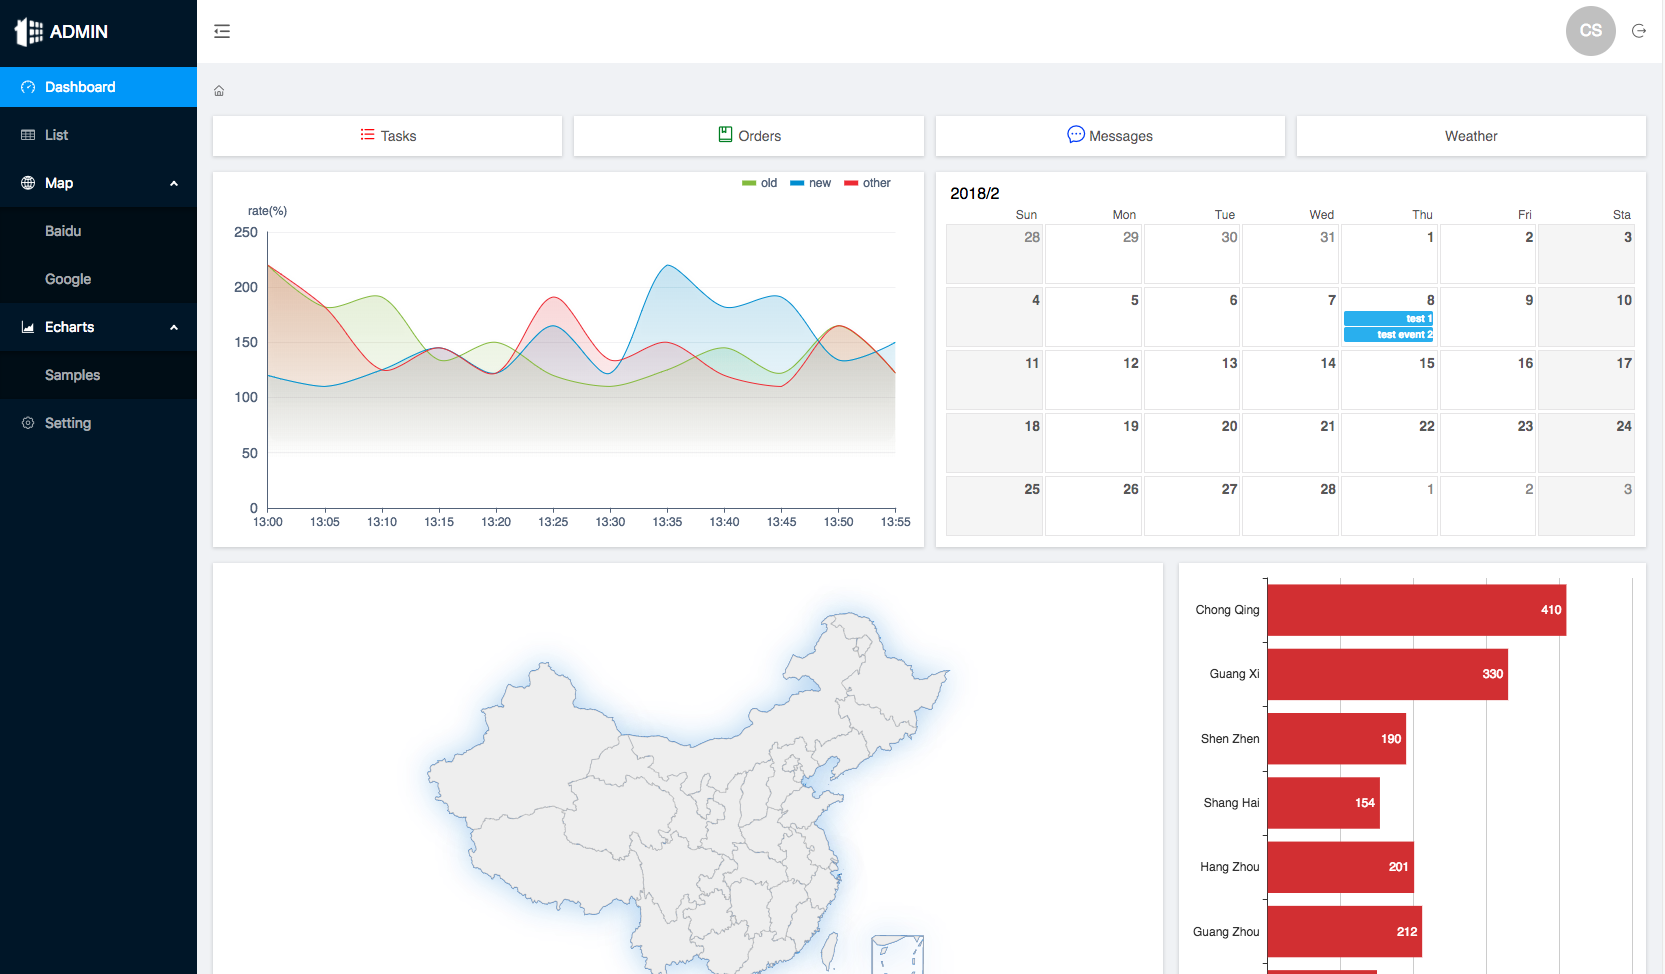 ADMIN
CS
Dashboard
List
Map
Baidu
Google
Echarts
Samples
Setting
Tasks
Orders
Messages
Weather
old new other
rate(%)
250
200
150
100
50
0
13:00 13:05 13:10 13:15 13:20 13:25 13:30 13:35 13:40 13:45 13:50 13:55
2018/2
Sun Mon Tue Wed Thu Fri Sta
28 29 30 31 1 2 3
4 5 6 7 8 9 10
test 1
test event 2
11 12 13 14 15 16 17
18 19 20 21 22 23 24
25 26 27 28 1 2 3
Chong Qing 410
Guang Xi 330
Shen Zhen 190
Shang Hai 154
Hang Zhou 201
Guang Zhou 212